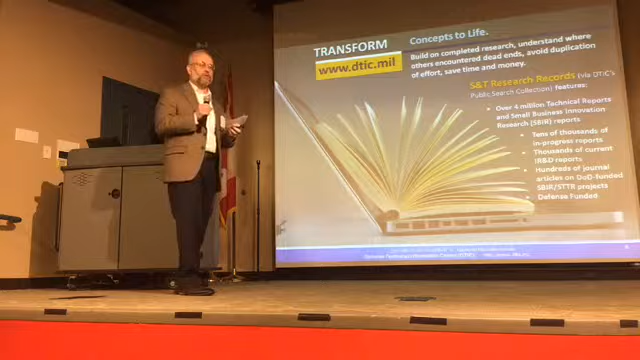 TRANSFORM
Concepts to Life.
www.dtic.mil
Build on completed research, understand where
others encountered dead ends, avoid duplication
of effort, save time and money.
S&T Research Records (via DTIC's
Public Search Collection) features:
• Over 4 million Technical Reports
and Small Business Innovation
Research (SBIR) reports
• Tens of thousands of
in-progress reports
• Thousands of current
IR&D reports
• Hundreds of journal
articles on DoD-funded
SBIR/STTR projects
• Defense Funded